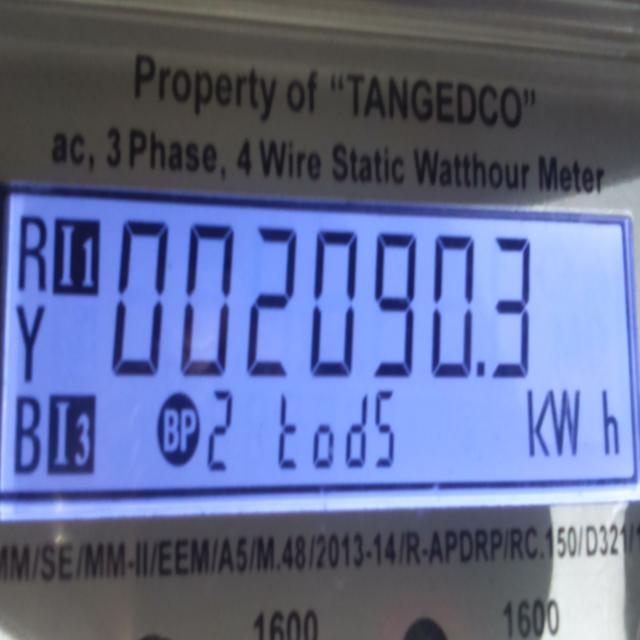 Property of “TANGEDCO”
ac, 3 Phase, 4 Wire Static Watthour Meter
R I1 002090.3
Y
B I3 BP 2 tod5 kW h
MM/SE/MM-II/EEM/A5/M.48/2013-14/R-APDRP/RC.150/D321/
1600 1600